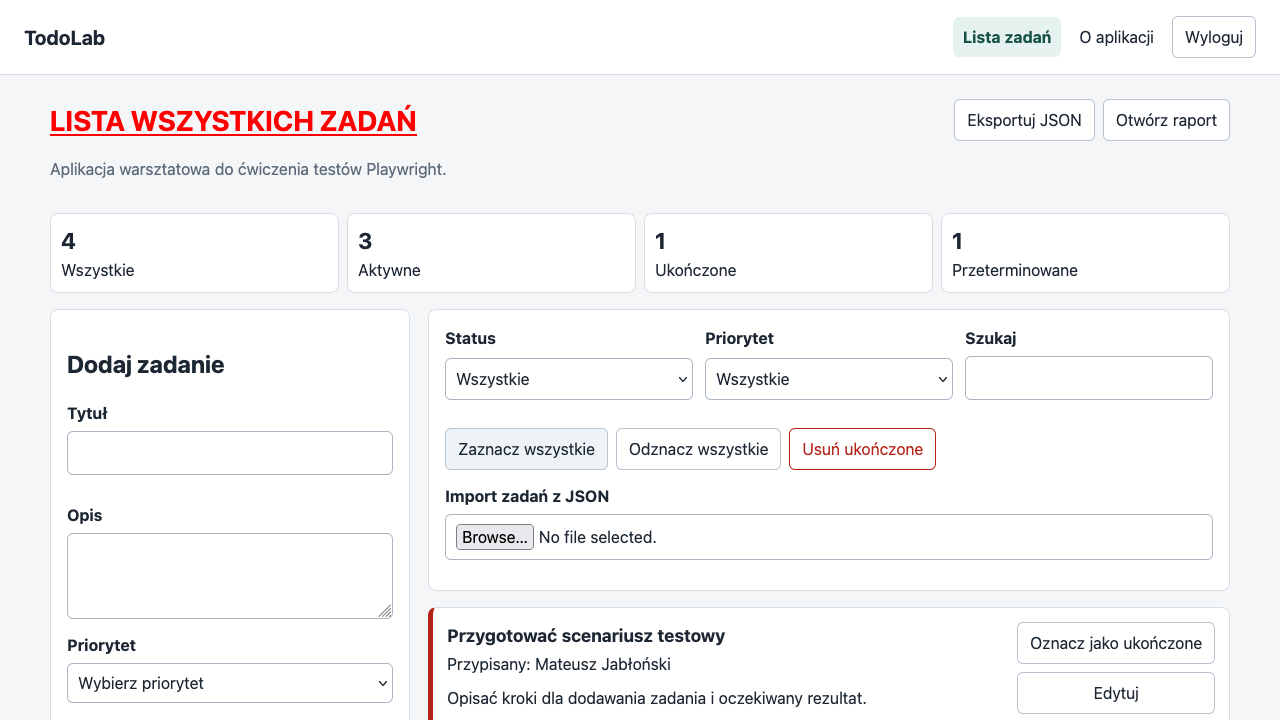 TodoLab
Lista zadań
O aplikacji
Wyloguj
LISTA WSZYSTKICH ZADAŃ
Eksportuj JSON
Otwórz raport
Aplikacja warsztatowa do ćwiczenia testów Playwright.
4
Wszystkie
3
Aktywne
1
Ukończone
1
Przeterminowane
Dodaj zadanie
Tytuł
Opis
Priorytet
Wybierz priorytet
Status
Wszystkie
Priorytet
Wszystkie
Szukaj
Zaznacz wszystkie
Odznacz wszystkie
Usuń ukończone
Import zadań z JSON
Browse... No file selected.
Przygotować scenariusz testowy
Przypisany: Mateusz Jabłoński
Opisać kroki dla dodawania zadania i oczekiwany rezultat.
Oznacz jako ukończone
Edytuj